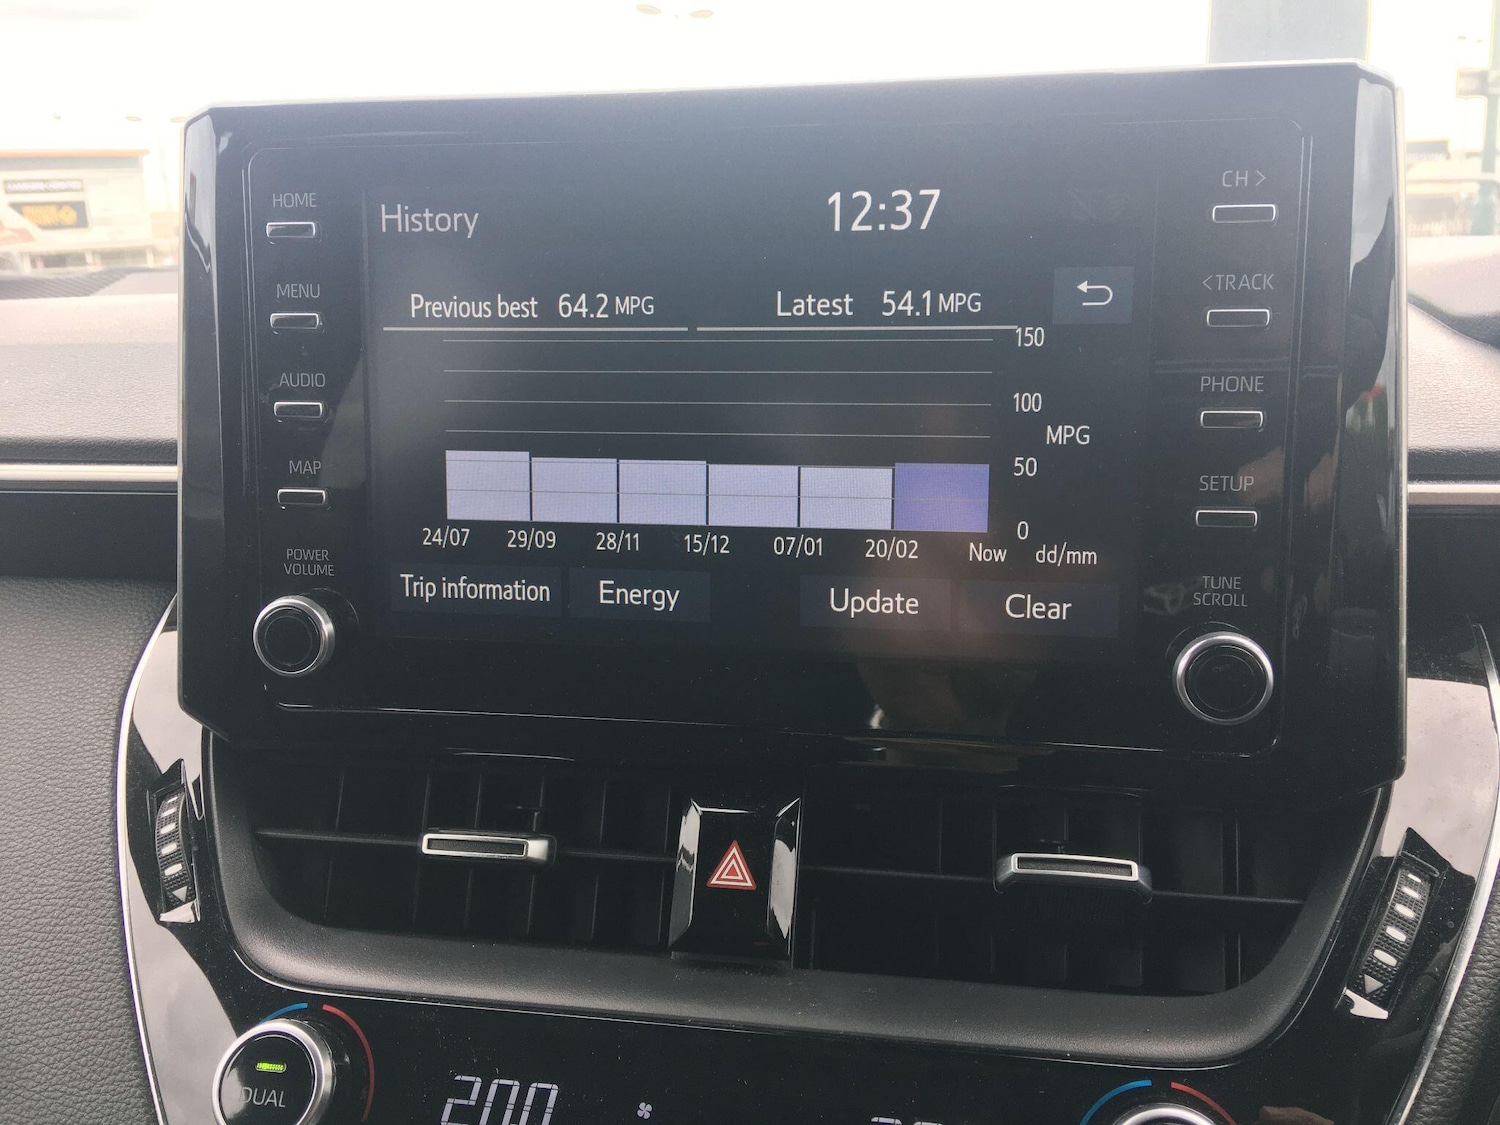 HOME
MENU
AUDIO
MAP
POWER
VOLUME
History
12:37
Previous best 64.2 MPG
Latest 54.1 MPG
150
100
MPG
50
0
24/07 29/09 28/11 15/12 07/01 20/02 Now dd/mm
Trip information
Energy
Update
Clear
CH >
< TRACK
PHONE
SETUP
TUNE
SCROLL
DUAL
200